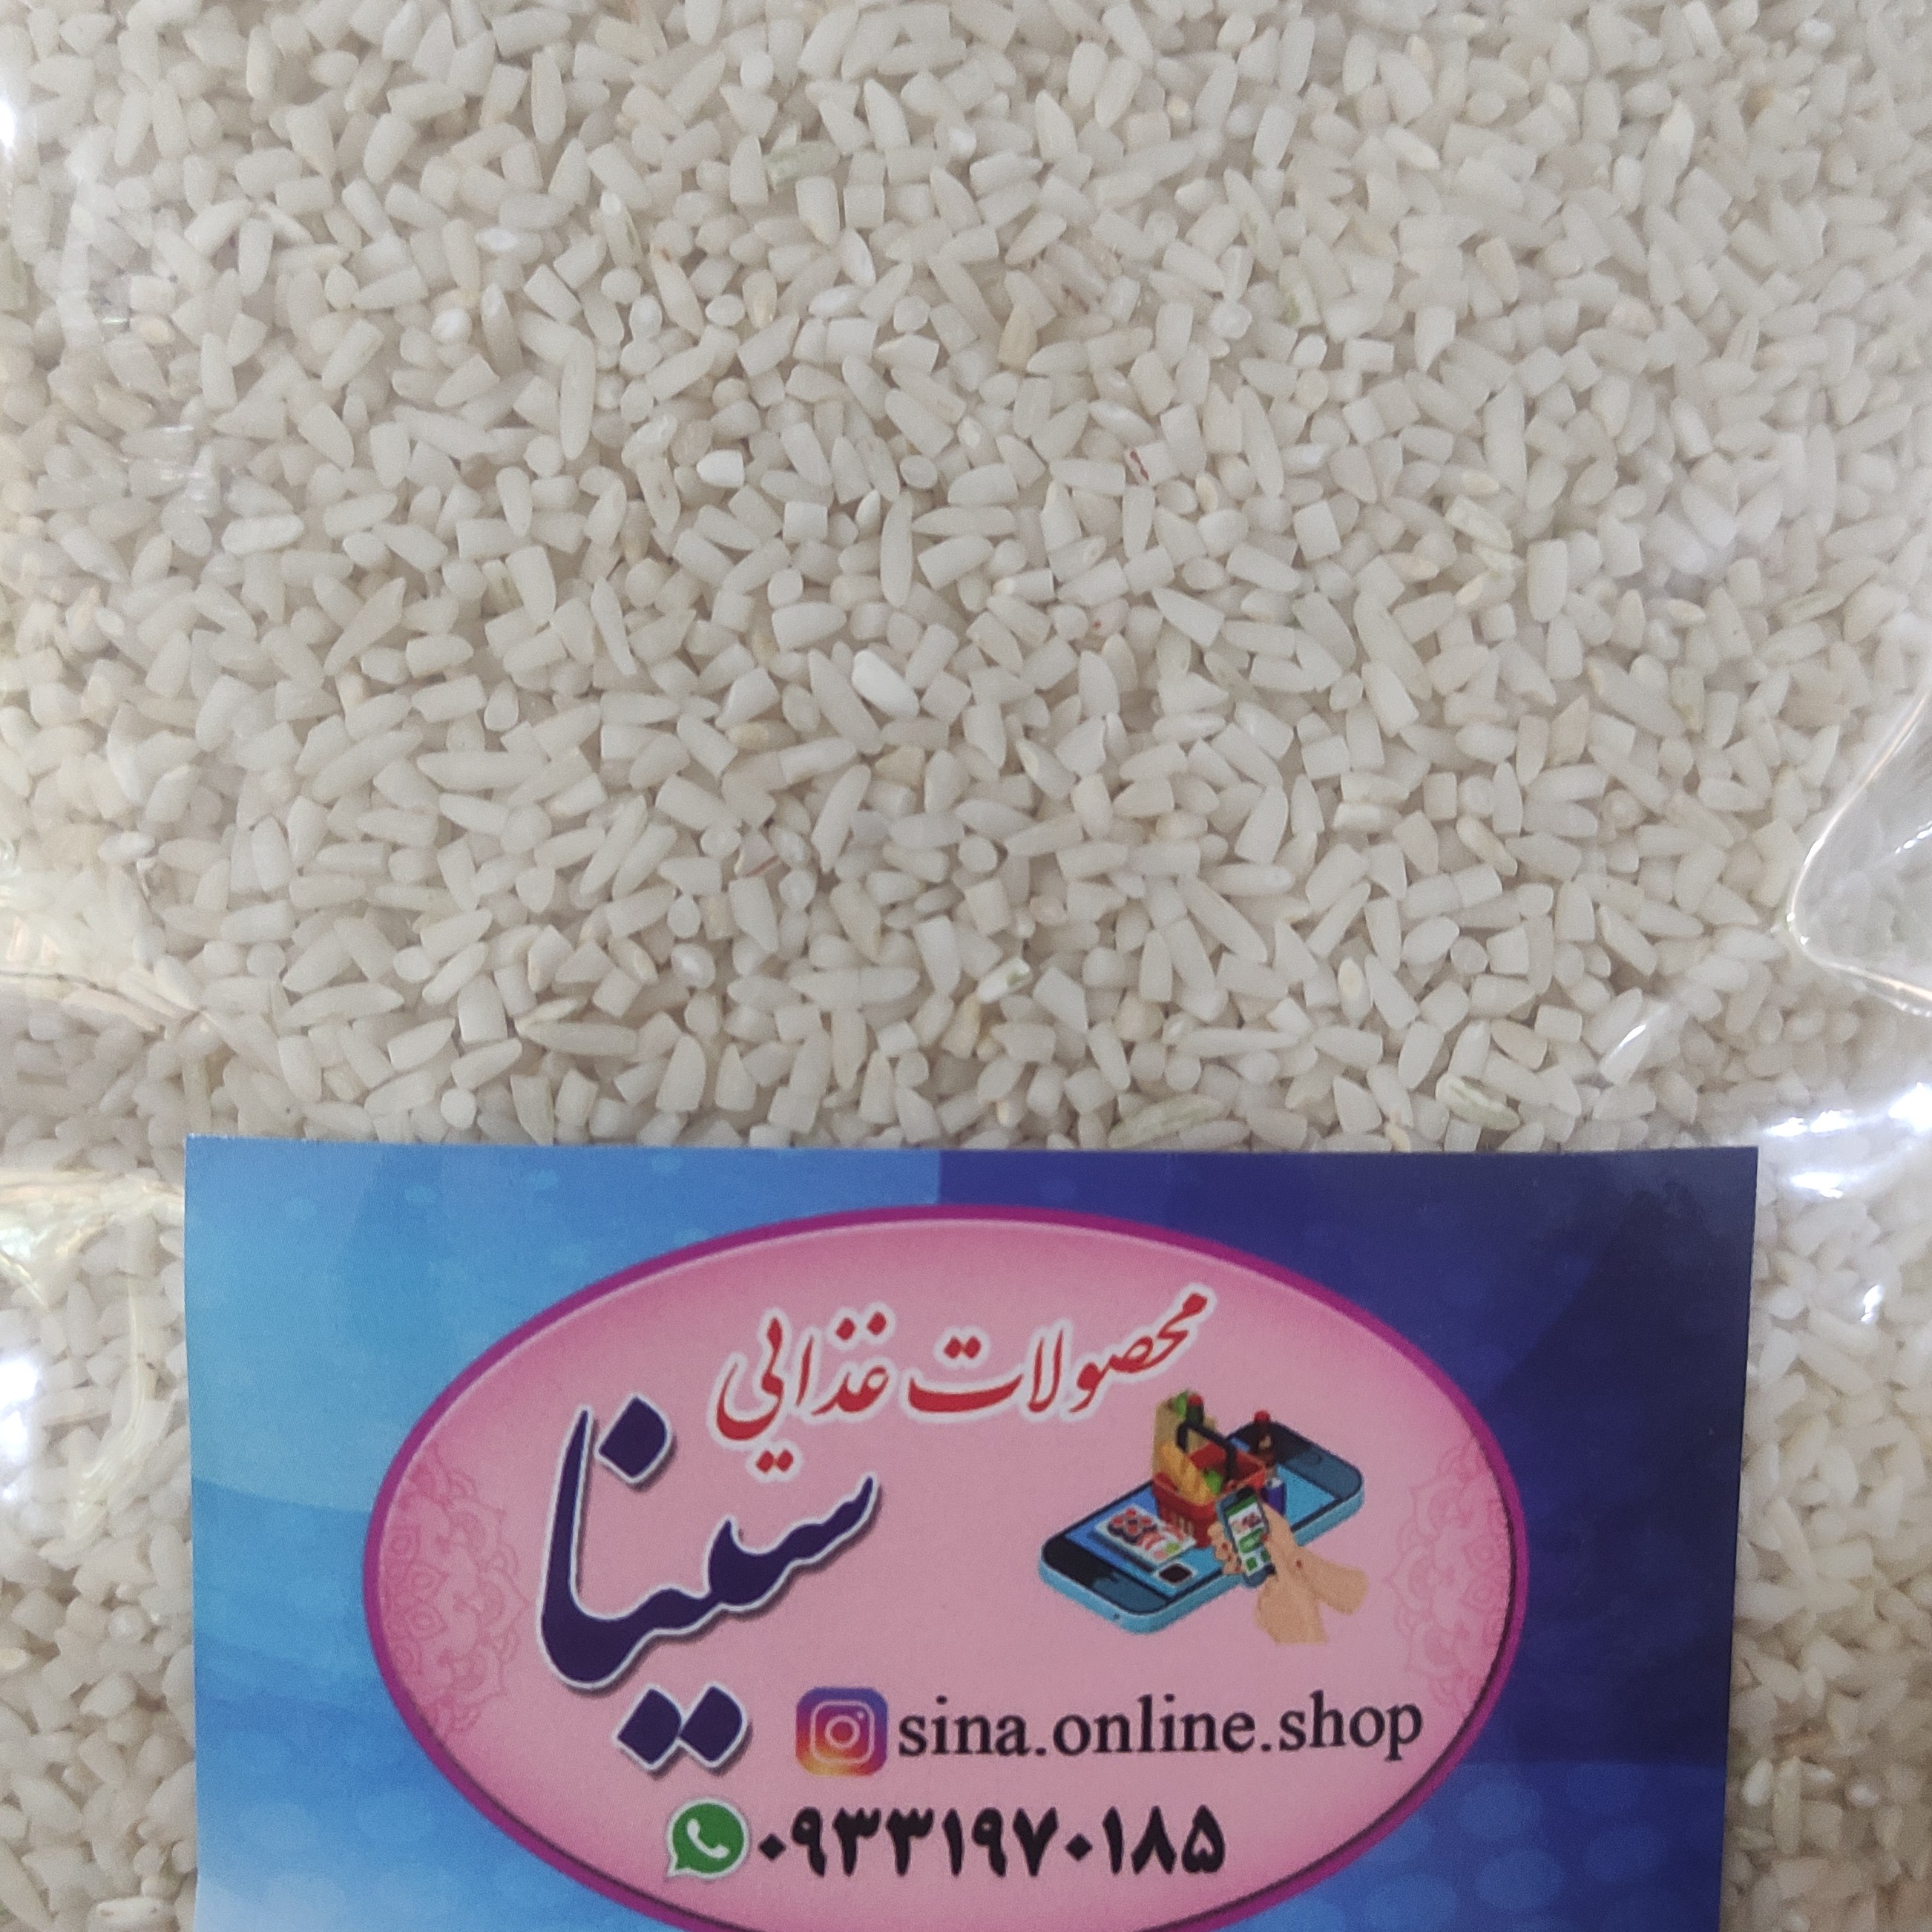 محصولات غذایی
سینا
sina.online.shop
۰۹۳۳۱۹۷۰۱۸۵